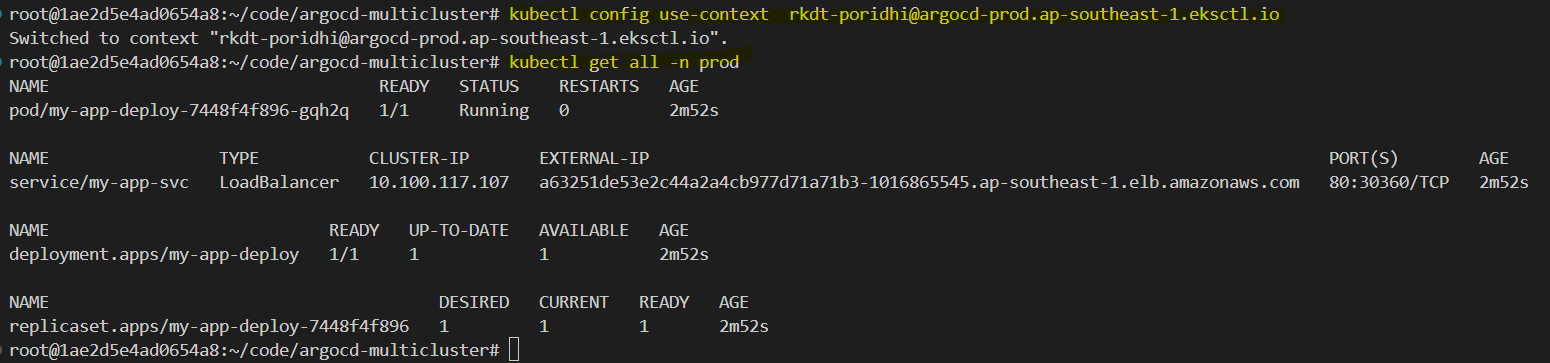 root@1ae2d5e4ad0654a8:~/code/argocd-multicluster# kubectl config use-context  rkdt-poridhi@argocd-prod.ap-southeast-1.eksctl.io
Switched to context "rkdt-poridhi@argocd-prod.ap-southeast-1.eksctl.io".
root@1ae2d5e4ad0654a8:~/code/argocd-multicluster# kubectl get all -n prod
NAME                                 READY   STATUS    RESTARTS   AGE
pod/my-app-deploy-7448f4f896-gqh2q   1/1     Running   0          2m52s
NAME                 TYPE           CLUSTER-IP       EXTERNAL-IP                                                                    PORT(S)        AGE
service/my-app-svc   LoadBalancer   10.100.117.107   a63251de53e2c44a2a4cb977d71a71b3-1016865545.ap-southeast-1.elb.amazonaws.com   80:30360/TCP   2m52s
NAME                            READY   UP-TO-DATE   AVAILABLE   AGE
deployment.apps/my-app-deploy   1/1     1            1           2m52s
NAME                                       DESIRED   CURRENT   READY   AGE
replicaset.apps/my-app-deploy-7448f4f896   1         1         1       2m52s
root@1ae2d5e4ad0654a8:~/code/argocd-multicluster#